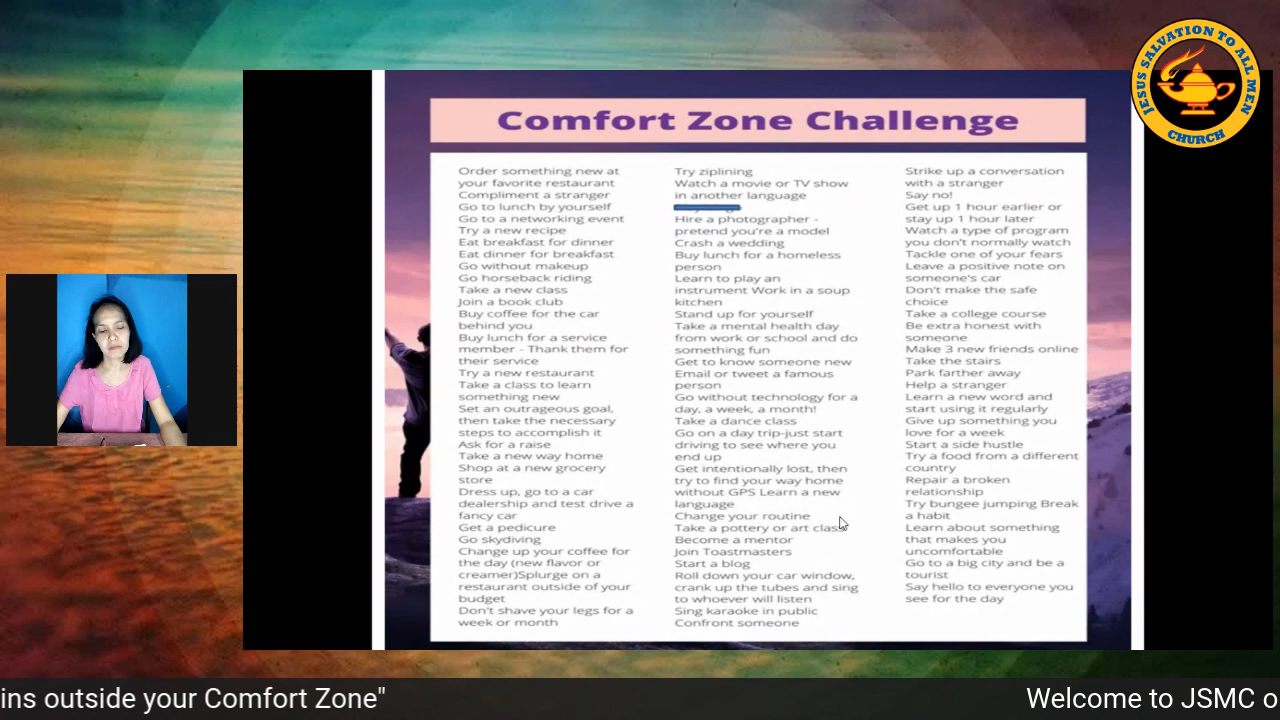 JESUS SALVATION TO ALL MEN
CHURCH
Comfort Zone Challenge
Order something new at
your favorite restaurant
Compliment a stranger
Go to lunch by yourself
Go to a networking event
Try a new recipe
Eat breakfast for dinner
Eat dinner for breakfast
Go without makeup
Go horseback riding
Take a new class
Join a book club
Buy coffee for the car
behind you
Buy lunch for a service
member - Thank them for
their service
Try a new restaurant
Take a class to learn
something new
Set an outrageous goal,
then take the necessary
steps to accomplish it
Ask for a raise
Take a new way home
Shop at a new grocery
store
Dress up, go to a car
dealership and test drive a
fancy car
Get a pedicure
Go skydiving
Change up your coffee for
the day (new flavor or
creamer)Splurge on a
restaurant outside of your
budget
Don't shave your legs for a
week or month
Try ziplining
Watch a movie or TV show
in another language
Hire a photographer -
pretend you're a model
Crash a wedding
Buy lunch for a homeless
person
Learn to play an
instrument Work in a soup
kitchen
Stand up for yourself
Take a mental health day
from work or school and do
something fun
Get to know someone new
Email or tweet a famous
person
Go without technology for a
day, a week, a month!
Take a dance class
Go on a day trip-just start
driving to see where you
end up
Get intentionally lost, then
try to find your way home
without GPS Learn a new
language
Change your routine
Take a pottery or art class
Become a mentor
Join Toastmasters
Start a blog
Roll down your car window,
crank up the tubes and sing
to whoever will listen
Sing karaoke in public
Confront someone
Strike up a conversation
with a stranger
Say no!
Get up 1 hour earlier or
stay up 1 hour later
Watch a type of program
you don't normally watch
Tackle one of your fears
Leave a positive note on
someone's car
Don't make the safe
choice
Take a college course
Be extra honest with
someone
Make 3 new friends online
Take the stairs
Park farther away
Help a stranger
Learn a new word and
start using it regularly
Give up something you
love for a week
Start a side hustle
Try a food from a different
country
Repair a broken
relationship
Try bungee jumping Break
a habit
Learn about something
that makes you
uncomfortable
Go to a big city and be a
tourist
Say hello to everyone you
see for the day
ins outside your Comfort Zone"
Welcome to JSMC o